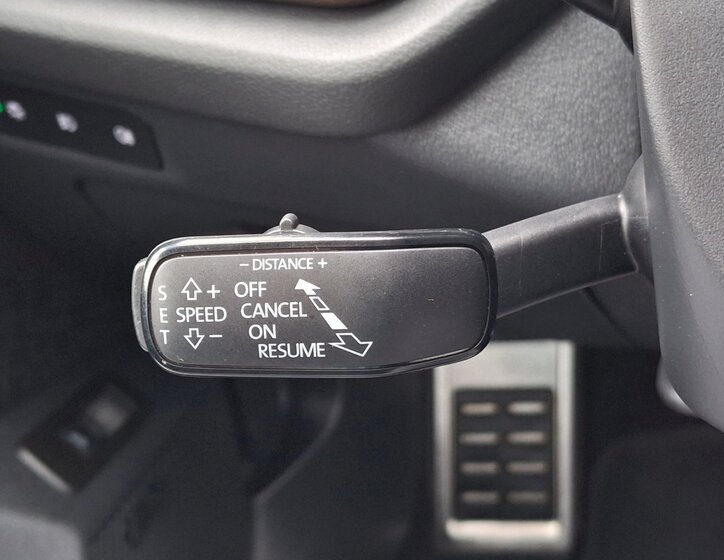 − DISTANCE +
S + OFF
E SPEED CANCEL
T − ON
RESUME